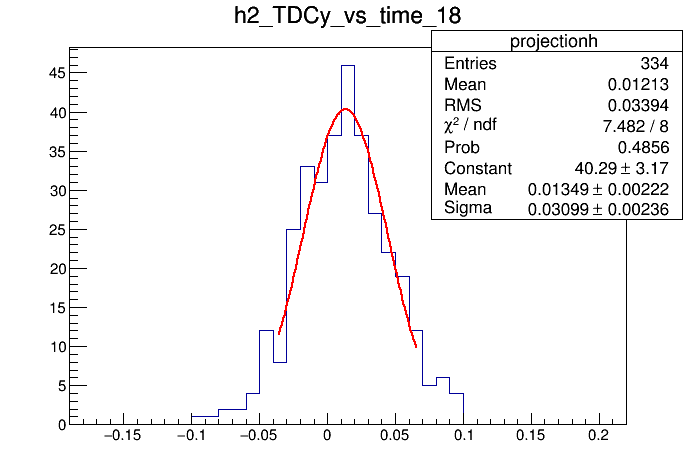 h2_TDCy_vs_time_18
projectionh
Entries 334
Mean 0.01213
RMS 0.03394
χ² / ndf 7.482 / 8
Prob 0.4856
Constant 40.29 ± 3.17
Mean 0.01349 ± 0.00222
Sigma 0.03099 ± 0.00236
45
40
35
30
25
20
15
10
5
0
−0.15 −0.1 −0.05 0 0.05 0.1 0.15 0.2